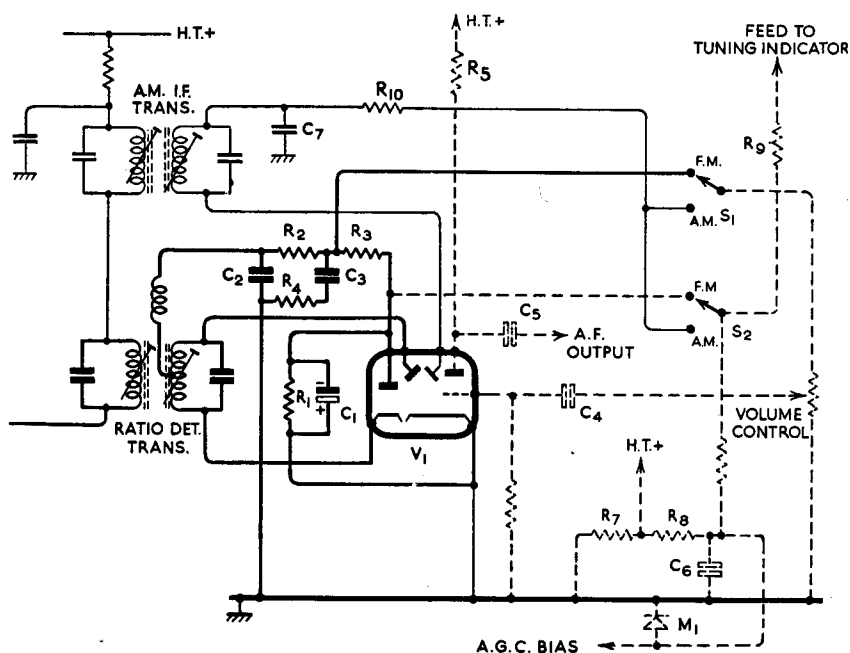 H.T.+
H.T.+
FEED TO
TUNING INDICATOR
A.M. I.F.
TRANS.
R5
R10
C7
R9
F.M.
A.M. S1
R2
R3
C2
C3
R4
F.M
C5
S2
A.M.
A.F.
OUTPUT
R1
-
+
C1
C4
VOLUME
CONTROL
RATIO DET.
TRANS.
V1
H.T.+
R7
R8
C6
M1
A.G.C. BIAS